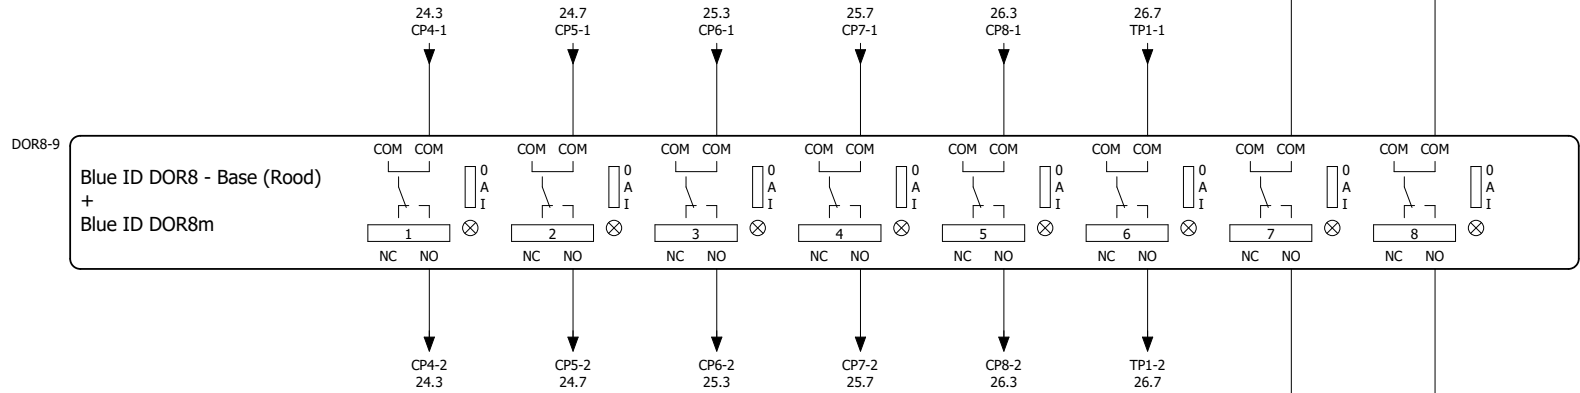 24.3 24.7 25.3 25.7 26.3 26.7
CP4-1 CP5-1 CP6-1 CP7-1 CP8-1 TP1-1
DOR8-9
COM COM COM COM COM COM COM COM COM COM COM COM COM COM COM COM
Blue ID DOR8 - Base (Rood)
+
Blue ID DOR8m
0 0 0 0 0 0 0 0
A A A A A A A A
I I I I I I I I
1 2 3 4 5 6 7 8
NC NO NC NO NC NO NC NO NC NO NC NO NC NO NC NO
CP4-2 CP5-2 CP6-2 CP7-2 CP8-2 TP1-2
24.3 24.7 25.3 25.7 26.3 26.7